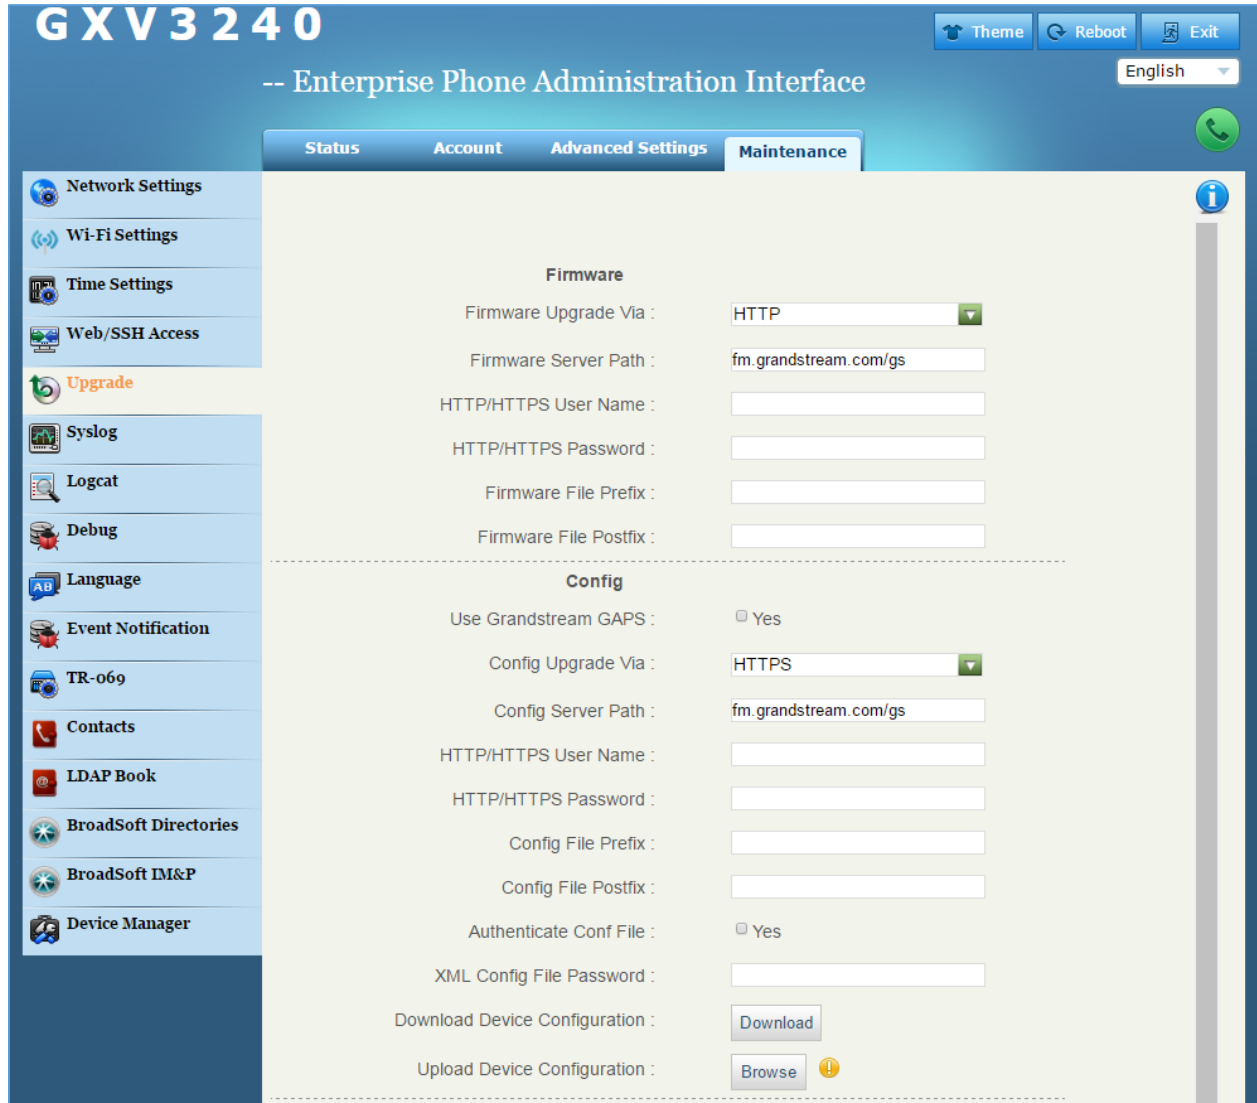 GXV3240
Theme
Reboot
Exit
-- Enterprise Phone Administration Interface
English
Status
Account
Advanced Settings
Maintenance
Network Settings
Wi-Fi Settings
Time Settings
Web/SSH Access
Upgrade
Syslog
Logcat
Debug
Language
Event Notification
TR-069
Contacts
LDAP Book
BroadSoft Directories
BroadSoft IM&P
Device Manager
Firmware
Firmware Upgrade Via : HTTP
Firmware Server Path : fm.grandstream.com/gs
HTTP/HTTPS User Name :
HTTP/HTTPS Password :
Firmware File Prefix :
Firmware File Postfix :
Config
Use Grandstream GAPS : Yes
Config Upgrade Via : HTTPS
Config Server Path : fm.grandstream.com/gs
HTTP/HTTPS User Name :
HTTP/HTTPS Password :
Config File Prefix :
Config File Postfix :
Authenticate Conf File : Yes
XML Config File Password :
Download Device Configuration : Download
Upload Device Configuration : Browse